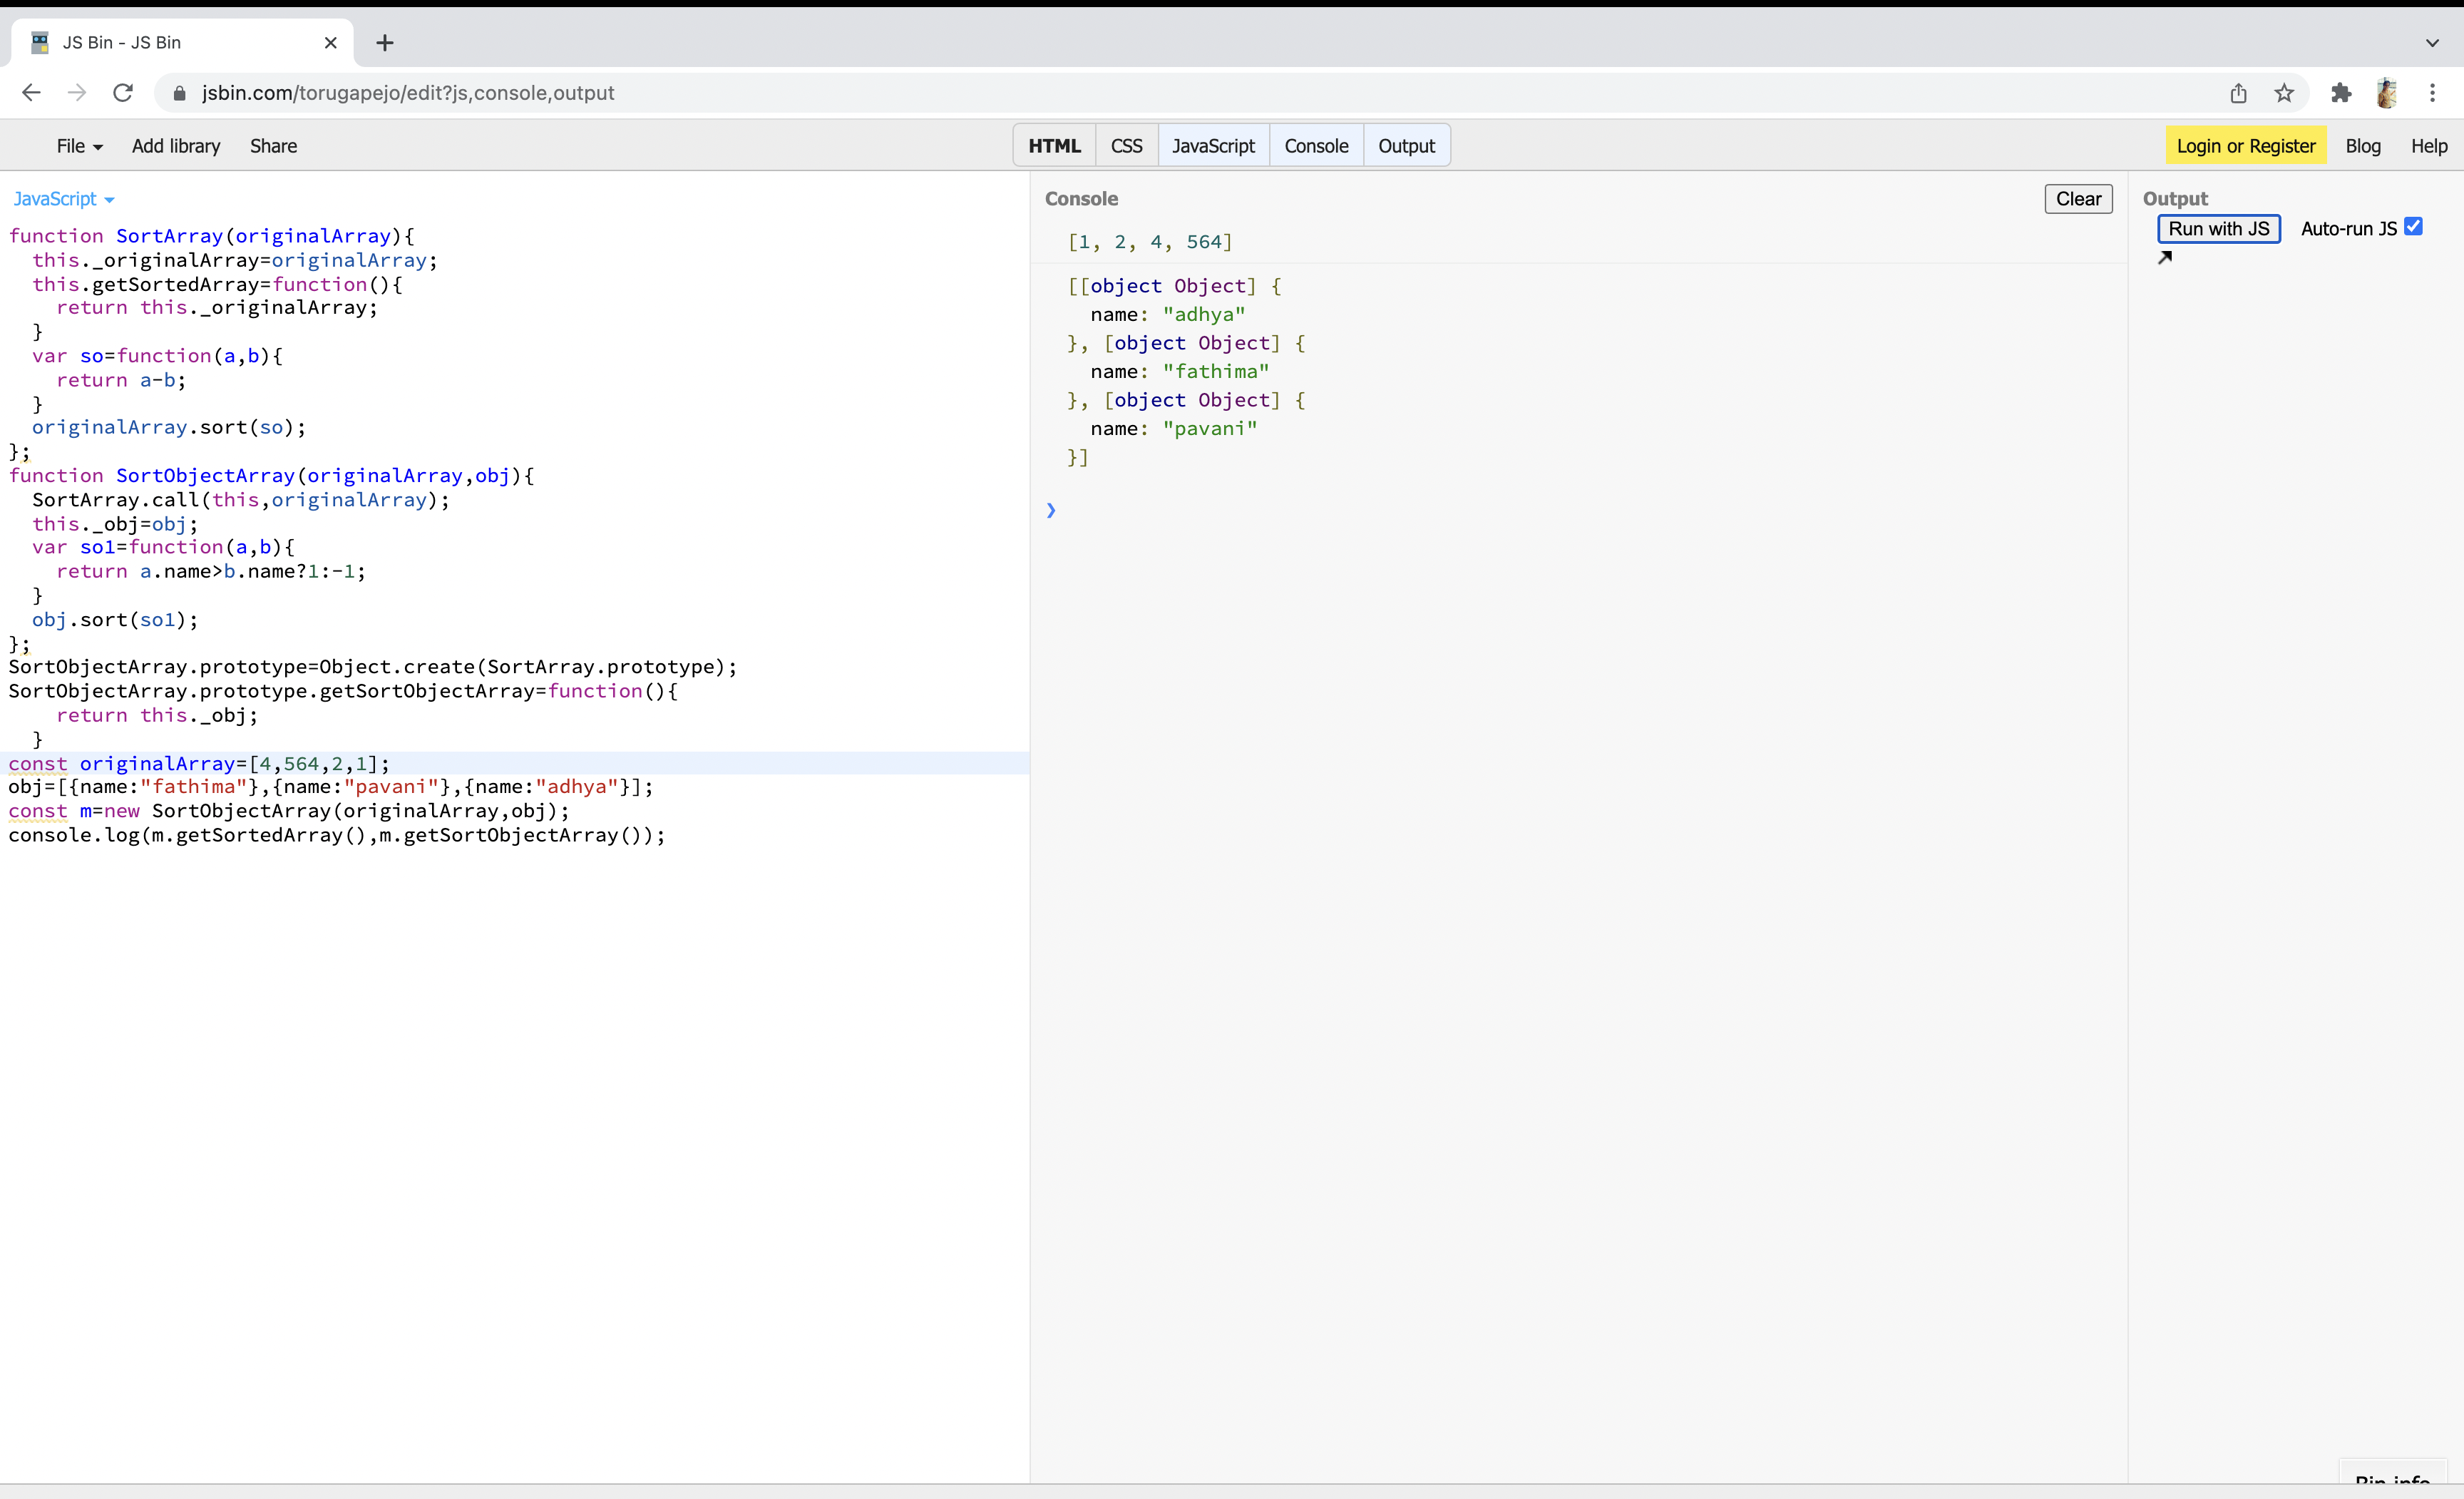 JS Bin - JS Bin
jsbin.com/torugapejo/edit?js,console,output
File Add library Share HTML CSS JavaScript Console Output Login or Register Blog Help
JavaScript
function SortArray(originalArray){
  this._originalArray=originalArray;
  this.getSortedArray=function(){
    return this._originalArray;
  }
  var so=function(a,b){
    return a-b;
  }
  originalArray.sort(so);
};
function SortObjectArray(originalArray,obj){
  SortArray.call(this,originalArray);
  this._obj=obj;
  var so1=function(a,b){
    return a.name>b.name?1:-1;
  }
  obj.sort(so1);
};
SortObjectArray.prototype=Object.create(SortArray.prototype);
SortObjectArray.prototype.getSortObjectArray=function(){
    return this._obj;
  }
const originalArray=[4,564,2,1];
obj=[{name:"fathima"},{name:"pavani"},{name:"adhya"}];
const m=new SortObjectArray(originalArray,obj);
console.log(m.getSortedArray(),m.getSortObjectArray());
Console Clear
[1, 2, 4, 564]
[[object Object] {
  name: "adhya"
}, [object Object] {
  name: "fathima"
}, [object Object] {
  name: "pavani"
}]
Output
Run with JS Auto-run JS
Bin info